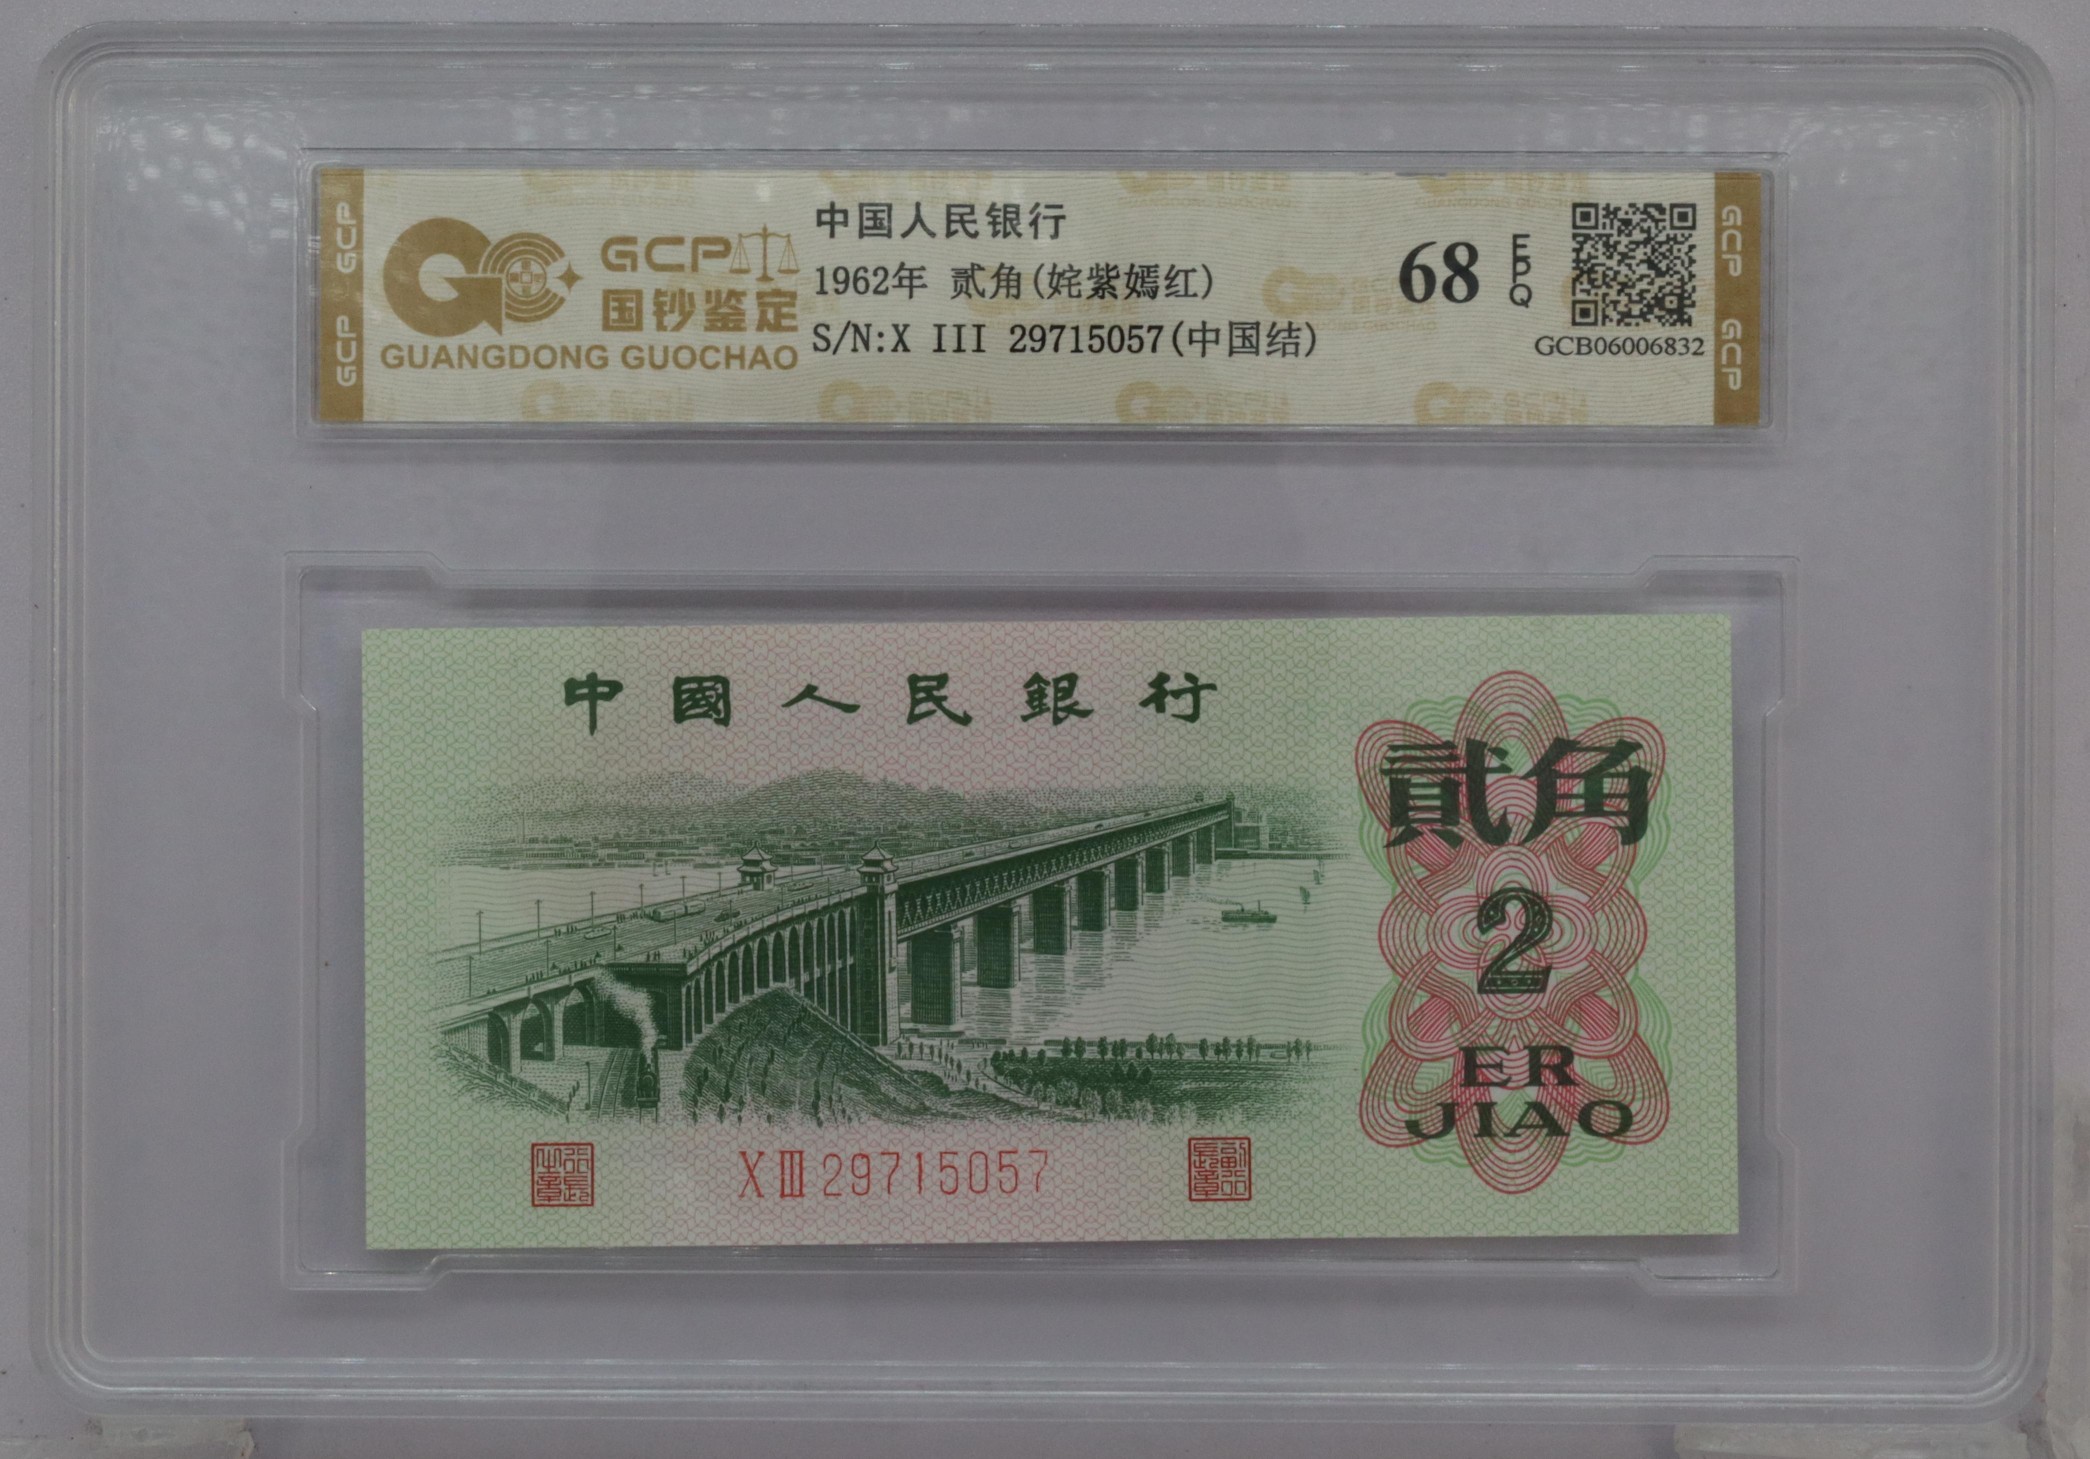 GCP GCP
GCP
国钞鉴定
GUANGDONG GUOCHAO
中国人民银行
1962年 贰角(姹紫嫣红)
S/N:X III 29715057(中国结)
68 EPQ
GCB06006832
GCP GCP
中國人民銀行
貳角
2
ER
JIAO
X III 29715057